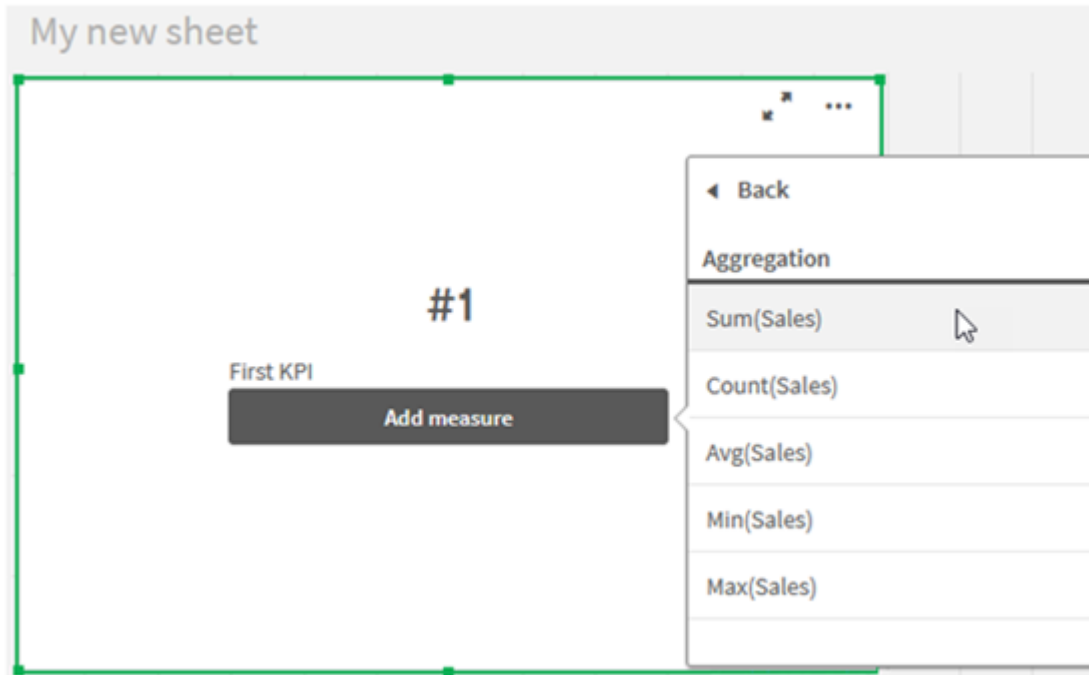 My new sheet
Back
Aggregation
#1
Sum(Sales)
First KPI
Count(Sales)
Add measure
Avg(Sales)
Min(Sales)
Max(Sales)